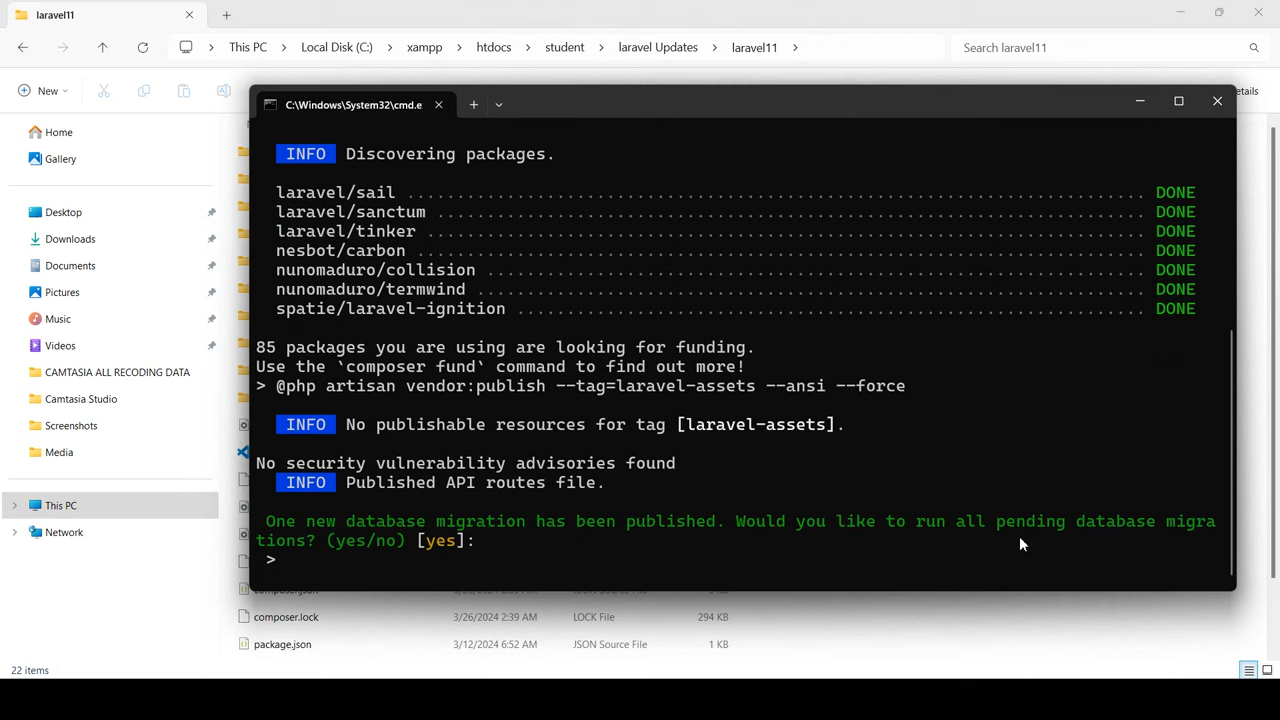 laravel11
This PC > Local Disk (C:) > xampp > htdocs > student > laravel Updates > laravel11 >
Search laravel11
New
etails
C:\Windows\System32\cmd.e
Home
Gallery
Desktop
Downloads
Documents
Pictures
Music
Videos
CAMTASIA ALL RECODING DATA
Camtasia Studio
Screenshots
Media
This PC
Network
INFO Discovering packages.
laravel/sail ........................................................................ DONE
laravel/sanctum ..................................................................... DONE
laravel/tinker ...................................................................... DONE
nesbot/carbon ....................................................................... DONE
nunomaduro/collision ................................................................ DONE
nunomaduro/termwind ................................................................. DONE
spatie/laravel-ignition ............................................................. DONE
85 packages you are using are looking for funding.
Use the `composer fund` command to find out more!
> @php artisan vendor:publish --tag=laravel-assets --ansi --force
INFO No publishable resources for tag [laravel-assets].
No security vulnerability advisories found
INFO Published API routes file.
One new database migration has been published. Would you like to run all pending database migra
tions? (yes/no) [yes]:
>
composer.lock 3/26/2024 2:39 AM LOCK File 294 KB
package.json 3/12/2024 6:52 AM JSON Source File 1 KB
22 items